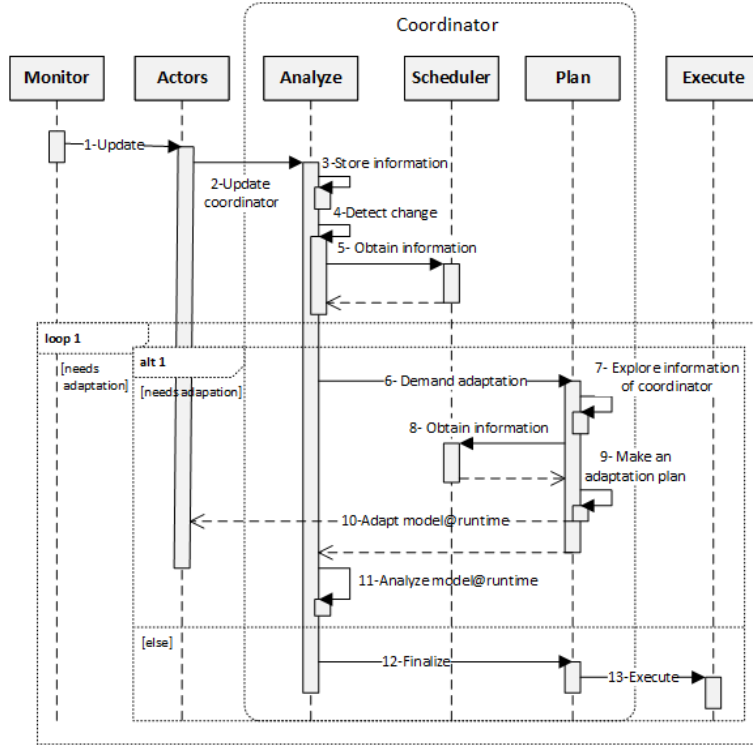 Coordinator
Monitor
Actors
Analyze
Scheduler
Plan
Execute
1-Update
2-Update
coordinator
3-Store information
4-Detect change
5- Obtain information
loop 1
[needs
adaptation]
alt 1
[needs adapation]
6- Demand adaptation
7- Explore information
of coordinator
8- Obtain information
9- Make an
adaptation plan
10-Adapt model@runtime
11-Analyze model@runtime
[else]
12-Finalize
13-Execute